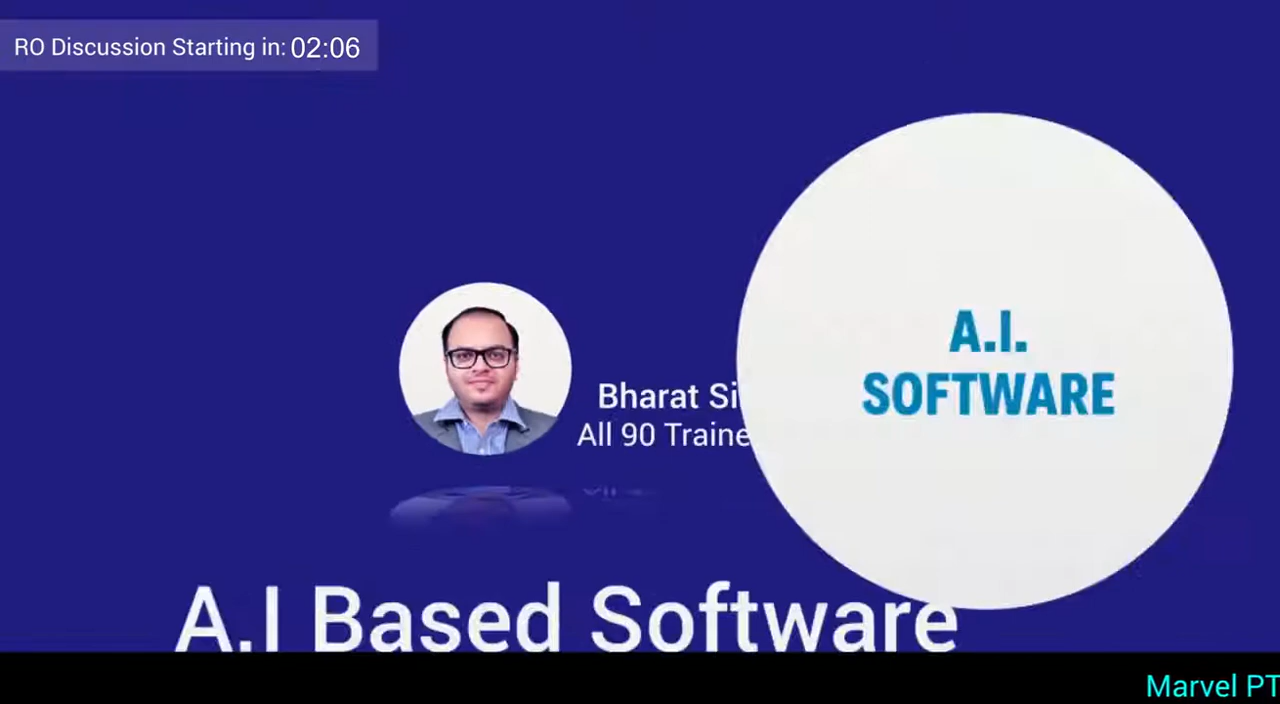 RO Discussion Starting in: 02:06
A.I.
SOFTWARE
Bharat Si
All 90 Traine
A.I Based Software
Marvel PT